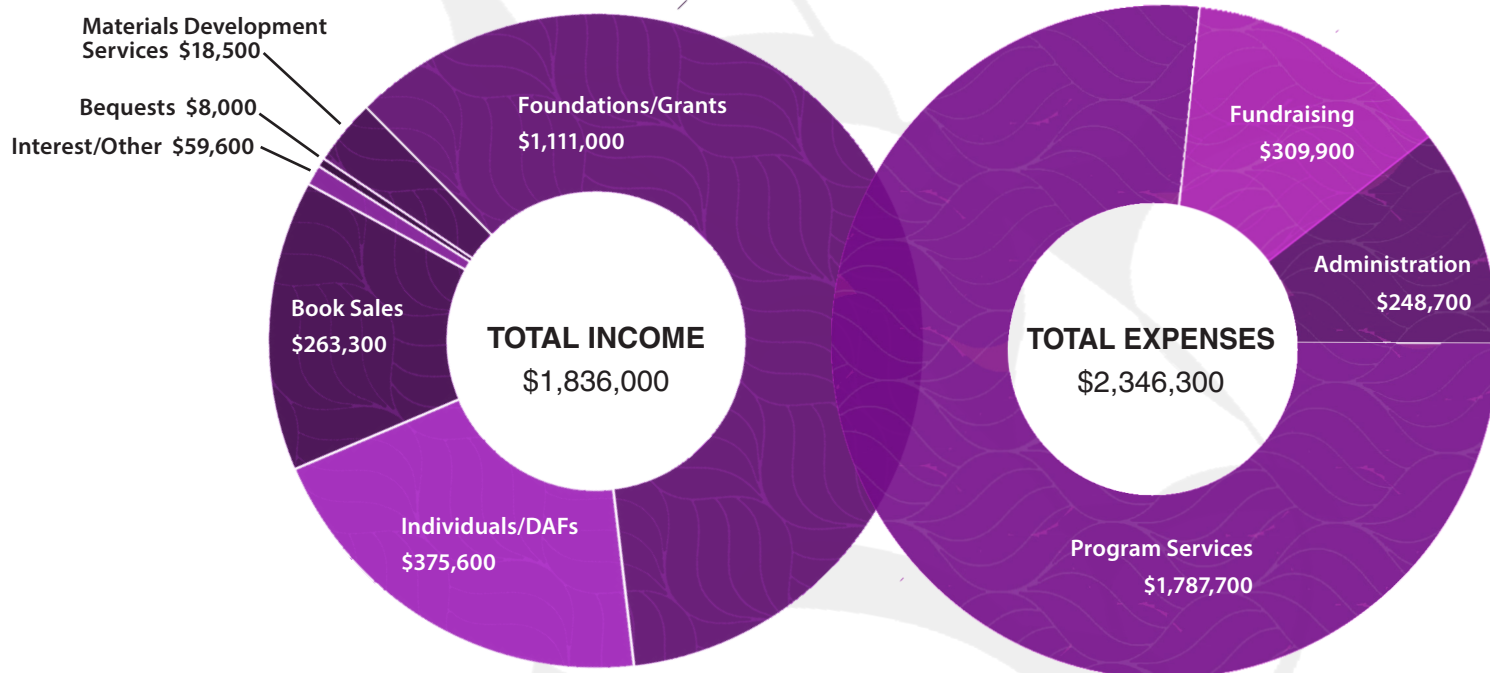 Materials Development
Services $18,500
Bequests $8,000
Interest/Other $59,600
Foundations/Grants
$1,111,000
Book Sales
$263,300
TOTAL INCOME
$1,836,000
Individuals/DAFs
$375,600
Fundraising
$309,900
Administration
$248,700
TOTAL EXPENSES
$2,346,300
Program Services
$1,787,700